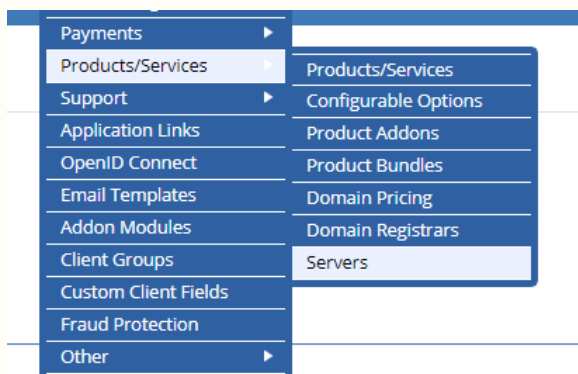 Payments
Products/Services
Support
Application Links
OpenID Connect
Email Templates
Addon Modules
Client Groups
Custom Client Fields
Fraud Protection
Other
Products/Services
Configurable Options
Product Addons
Product Bundles
Domain Pricing
Domain Registrars
Servers